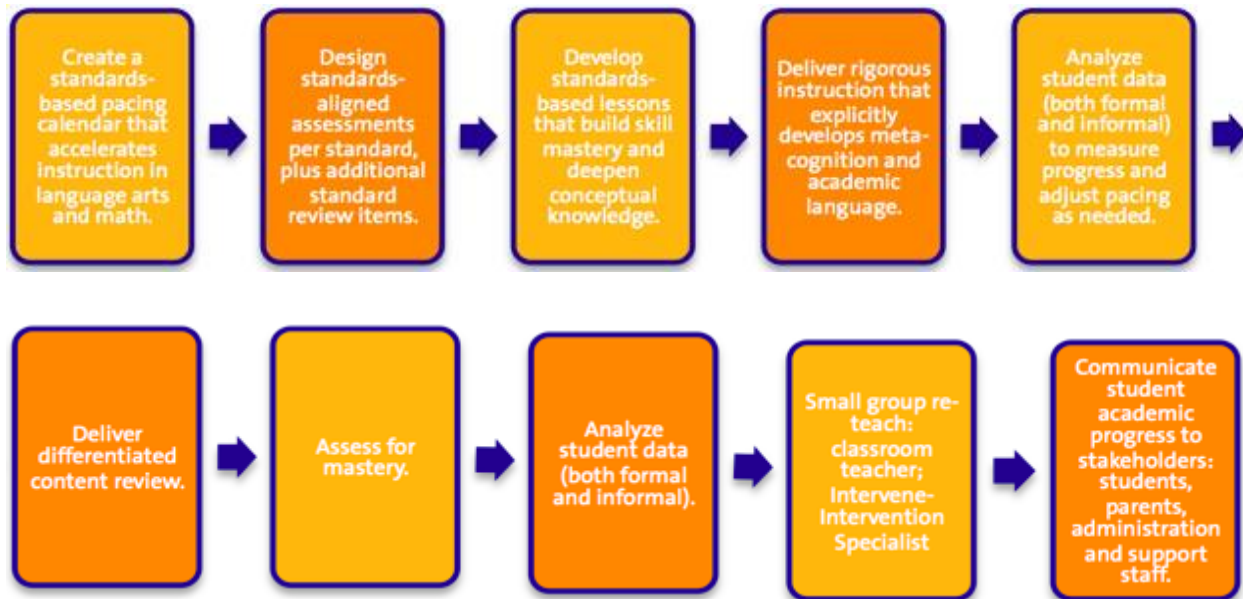 Create a
standards-
based pacing
calendar that
accelerates
instruction in
language arts
and math.
Design
standards-
aligned
assessments
per standard,
plus additional
standard
review items.
Develop
standards-
based lessons
that build skill
mastery and
deepen
conceptual
knowledge.
Deliver rigorous
instruction that
explicitly
develops meta-
cognition and
academic
language.
Analyze
student data
(both formal
and informal)
to measure
progress and
adjust pacing
as needed.
Deliver
differentiated
content review.
Assess for
mastery.
Analyze
student data
(both formal
and informal).
Small group re-
teach:
classroom
teacher;
Intervene-
Intervention
Specialist
Communicate
student
academic
progress to
stakeholders:
students,
parents,
administration
and support
staff.